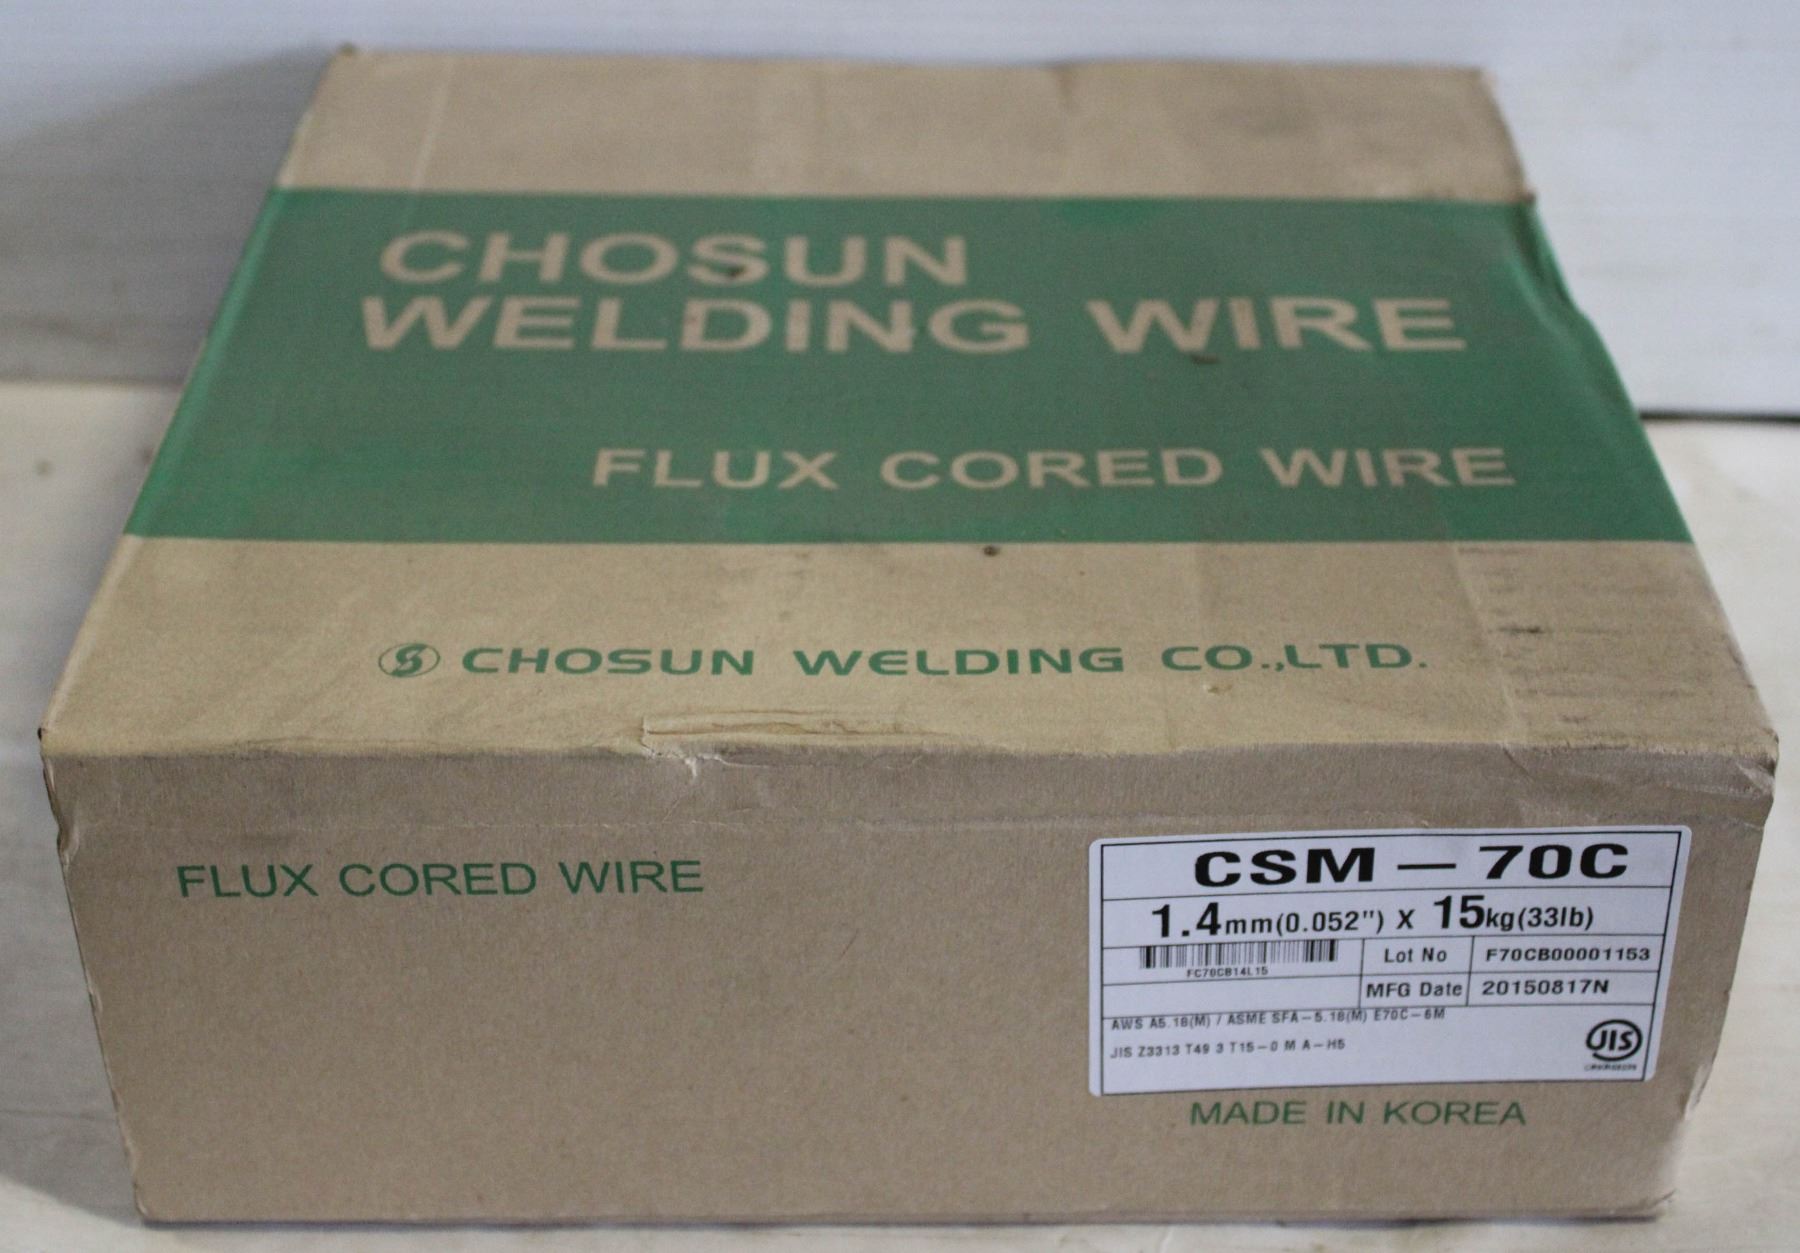 CHOSUN
WELDING WIRE
FLUX CORED WIRE
CHOSUN WELDING CO.,LTD.
FLUX CORED WIRE
CSM-70C
1.4mm(0.052") X 15kg(33lb)
FC70CB14L15
Lot No F70CB00001153
MFG Date 20150817N
AWS A5.18(M) / ASME SFA-5.18(M) E70C-6M
JIS Z3313 T49 3 T15-0 M A-H5
JIS
MADE IN KOREA